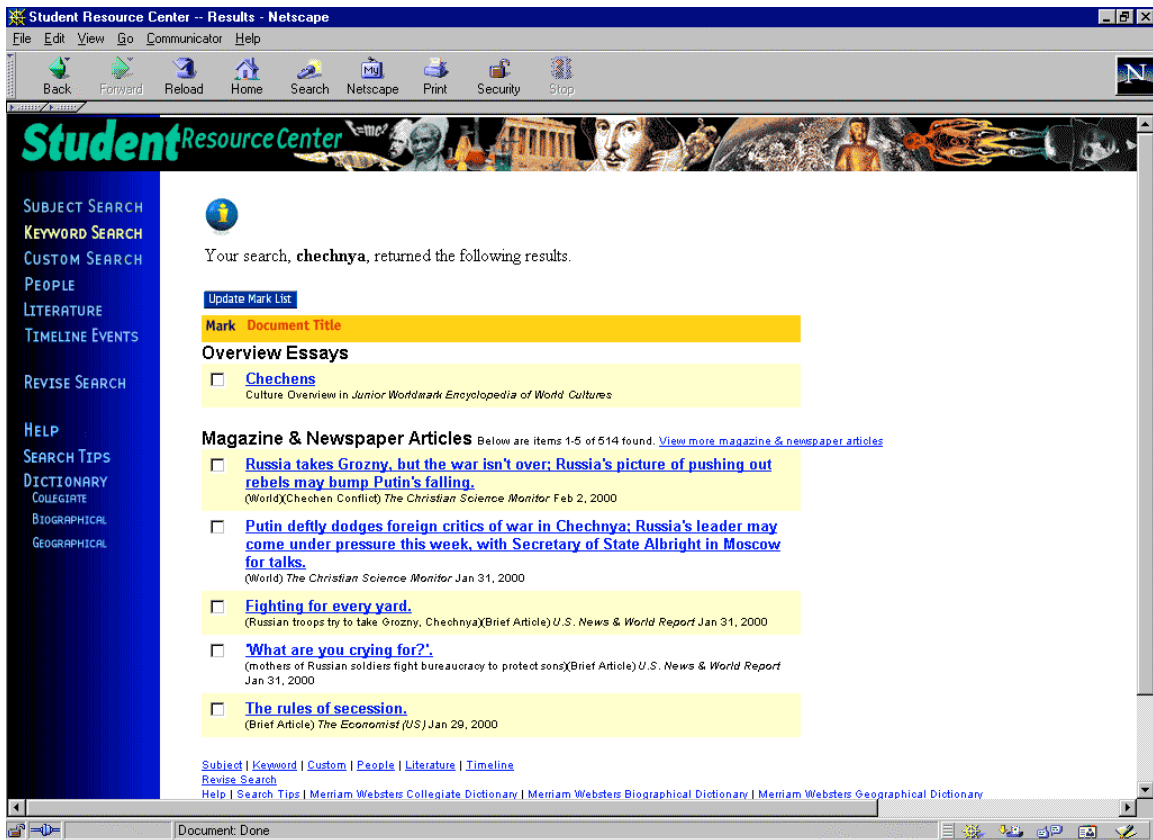 Student Resource Center -- Results - Netscape
File Edit View Go Communicator Help
Back Forward Reload Home Search Netscape Print Security Stop
My
N
Student Resource Center
E=mc²
SUBJECT SEARCH
KEYWORD SEARCH
CUSTOM SEARCH
PEOPLE
LITERATURE
TIMELINE EVENTS
REVISE SEARCH
HELP
SEARCH TIPS
DICTIONARY
COLLEGIATE
BIOGRAPHICAL
GEOGRAPHICAL
i
Your search, chechnya, returned the following results.
Update Mark List
Mark Document Title
Overview Essays
Chechens
Culture Overview in Junior Worldmark Encyclopedia of World Cultures
Magazine & Newspaper Articles Below are items 1-5 of 514 found. View more magazine & newspaper articles
Russia takes Grozny, but the war isn't over; Russia's picture of pushing out
rebels may bump Putin's falling.
(World)(Chechen Conflict) The Christian Science Monitor Feb 2, 2000
Putin deftly dodges foreign critics of war in Chechnya; Russia's leader may
come under pressure this week, with Secretary of State Albright in Moscow
for talks.
(World) The Christian Science Monitor Jan 31, 2000
Fighting for every yard.
(Russian troops try to take Grozny, Chechnya)(Brief Article) U.S. News & World Report Jan 31, 2000
'What are you crying for?'.
(mothers of Russian soldiers fight bureaucracy to protect sons)(Brief Article) U.S. News & World Report
Jan 31, 2000
The rules of secession.
(Brief Article) The Economist (US) Jan 29, 2000
Subject | Keyword | Custom | People | Literature | Timeline
Revise Search
Help | Search Tips | Merriam Websters Collegiate Dictionary | Merriam Websters Biographical Dictionary | Merriam Websters Geographical Dictionary
Document: Done